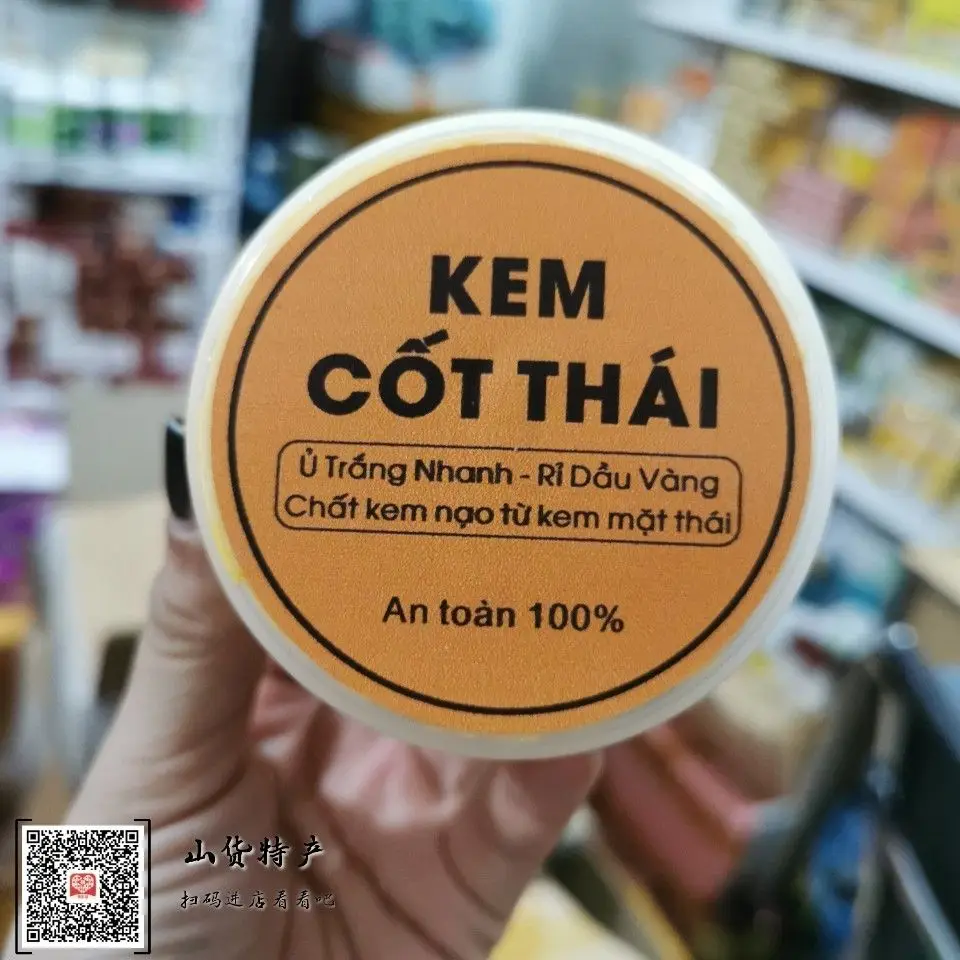 KEM
CỐT THÁI
Ủ Trắng Nhanh - Rỉ Dầu Vàng
Chất kem nạo từ kem mặt thái
An toàn 100%
山货特产
扫码进店看看吧